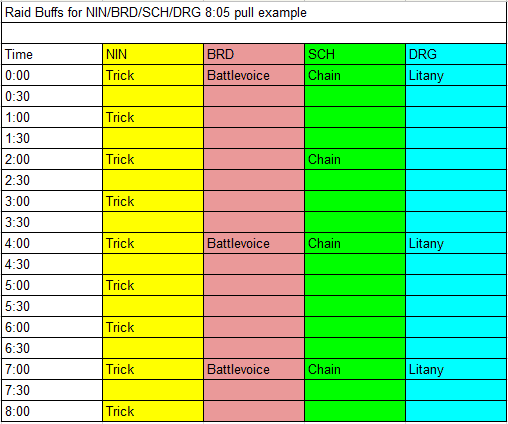 Raid Buffs for NIN/BRD/SCH/DRG 8:05 pull example
Time NIN BRD SCH DRG
0:00 Trick Battlevoice Chain Litany
0:30
1:00 Trick
1:30
2:00 Trick Chain
2:30
3:00 Trick
3:30
4:00 Trick Battlevoice Chain Litany
4:30
5:00 Trick
5:30
6:00 Trick
6:30
7:00 Trick Battlevoice Chain Litany
7:30
8:00 Trick